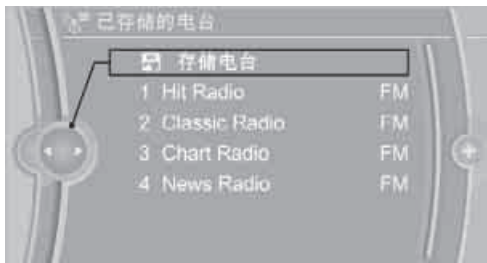 已存储的电台
存储电台
1 Hit Radio FM
2 Classic Radio FM
3 Chart Radio FM
4 News Radio FM